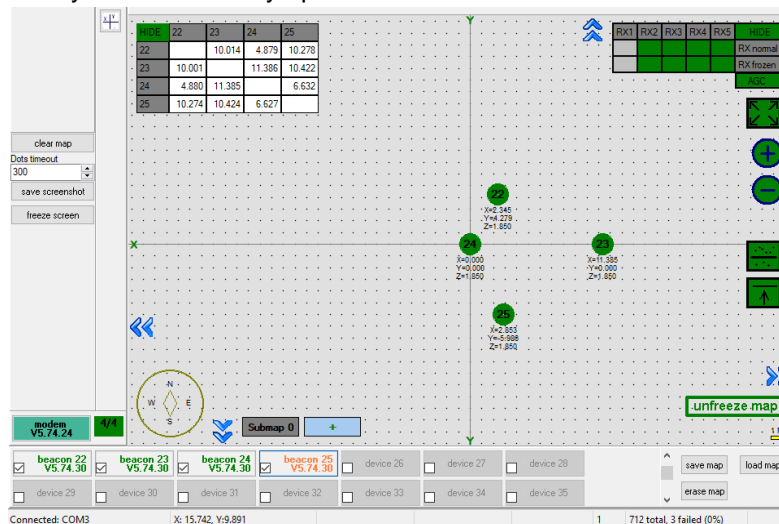 X Y
HIDE 22 23 24 25
22 10.014 4.879 10.278
23 10.001 11.386 10.422
24 4.880 11.385 6.632
25 10.274 10.424 6.627
Y
RX1 RX2 RX3 RX4 RX5 HIDE
RX normal
RX frozen
AGC
clear map
Dots timeout
300
save screenshot
freeze screen
22
X=2.345
Y=4.279
Z=1.850
X
24
X=0.000
Y=0.000
Z=1.850
23
X=11.385
Y=0.000
Z=1.850
25
X=2.853
Y=-5.986
Z=1.850
N
W E
S
unfreeze map
modem
V5.74.24
4/4
Submap 0
+
Y
beacon 22
V5.74.30
beacon 23
V5.74.30
beacon 24
V5.74.30
beacon 25
V5.74.30
device 26
device 27
device 28
save map
load map
device 29
device 30
device 31
device 32
device 33
device 34
device 35
erase map
Connected: COM3
X: 15.742, Y:9.891
1
712 total, 3 failed (0%)